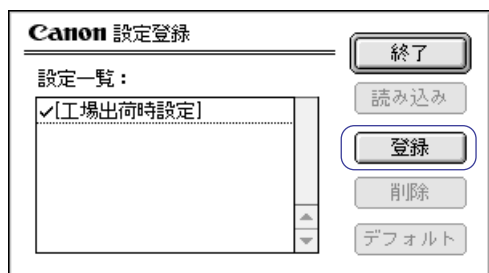 Canon 設定登録
終了
設定一覧：
読み込み
✓[工場出荷時設定]
登録
削除
デフォルト